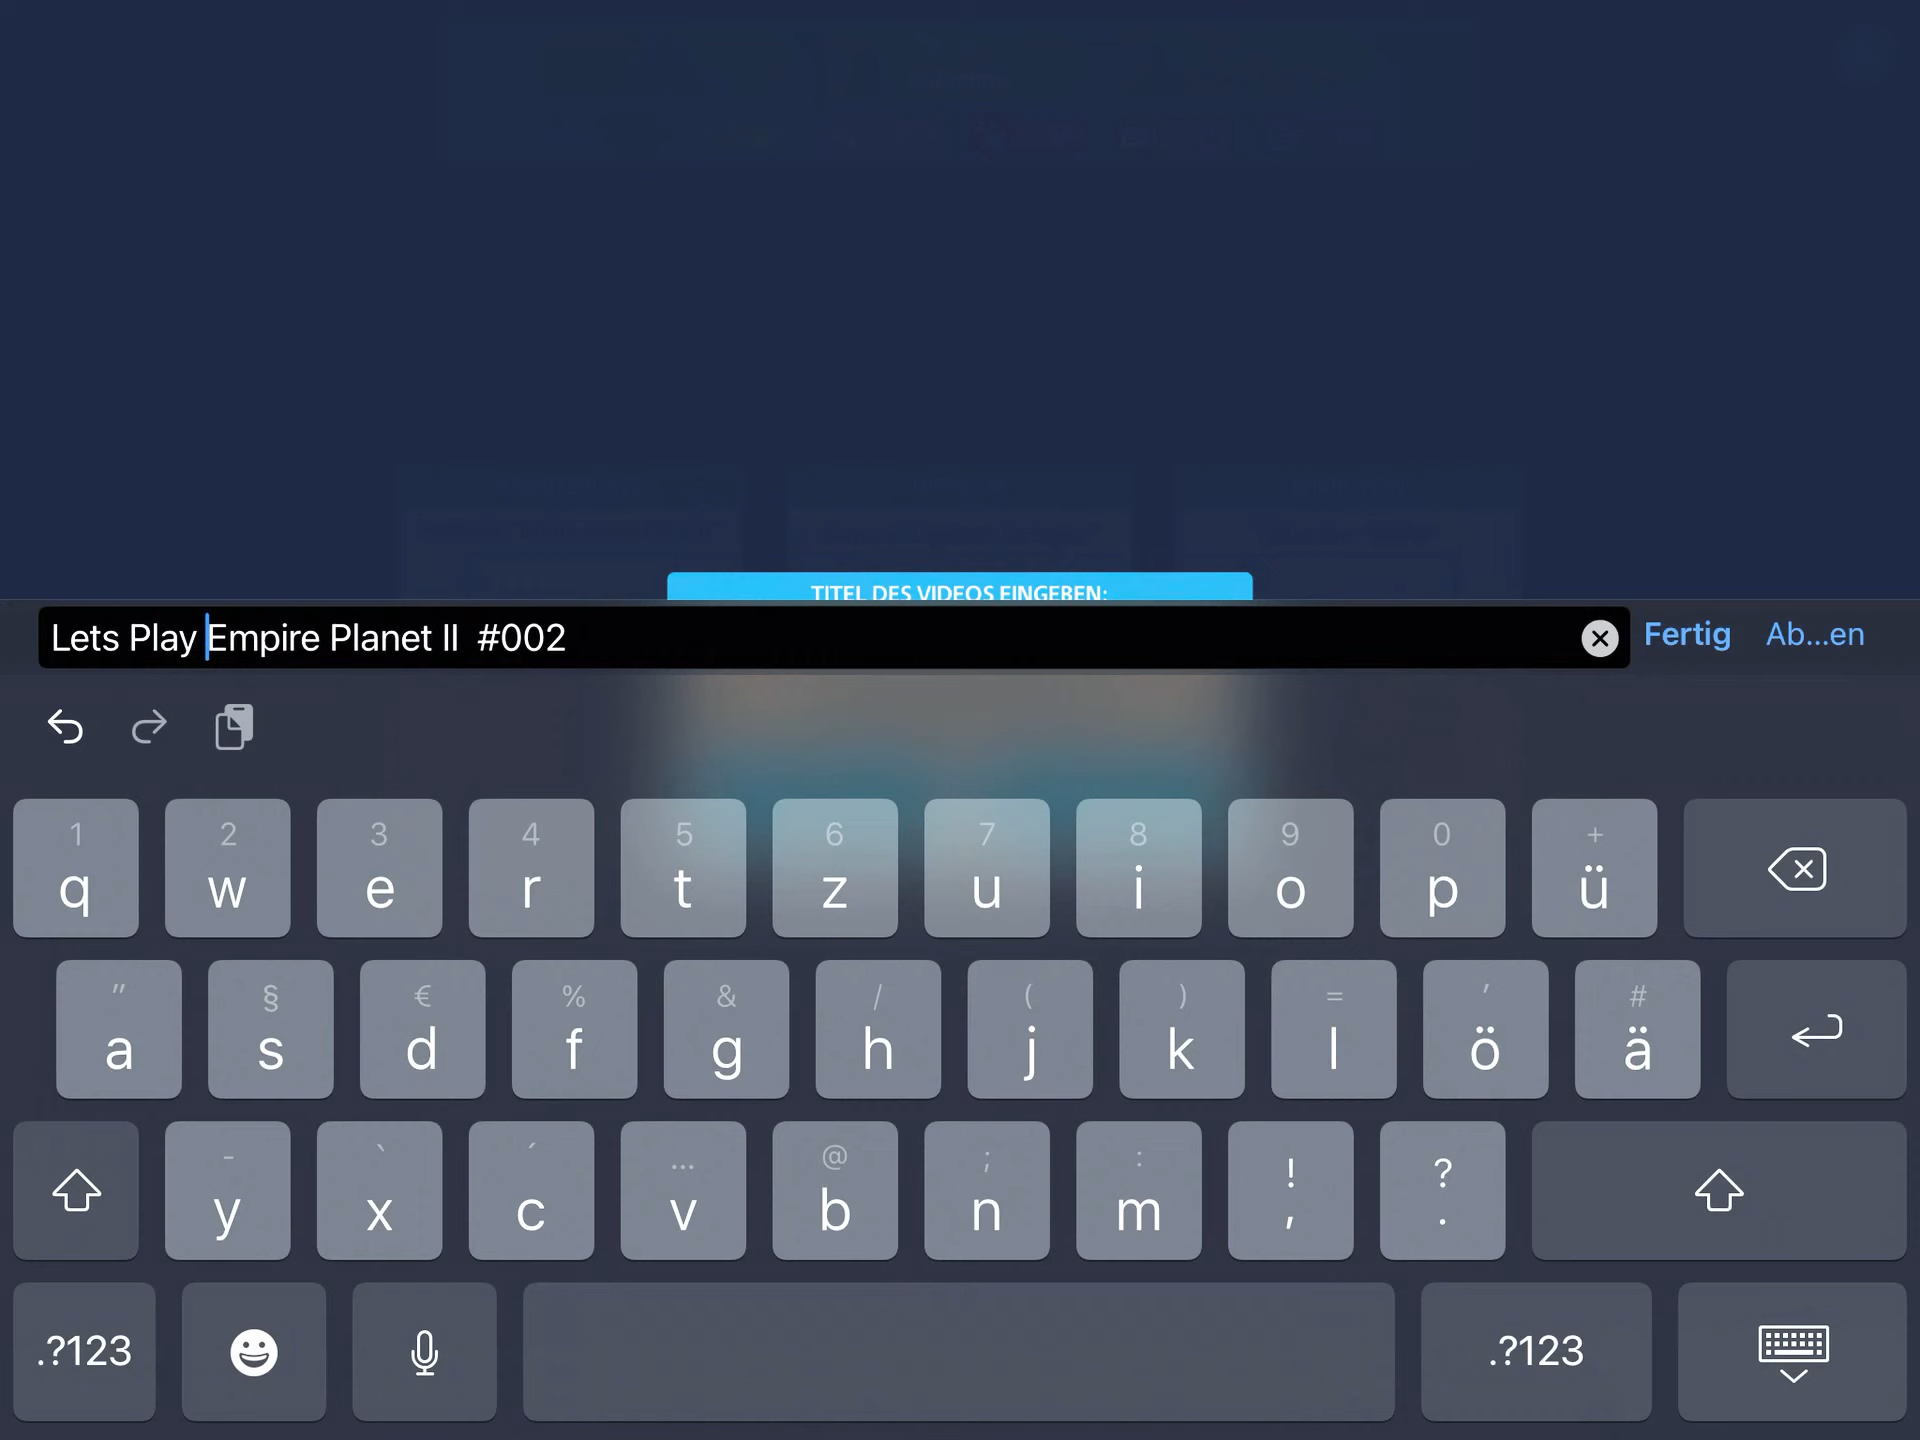 TITEL DES VIDEOS EINGEBEN:
Lets Play Empire Planet II  #002
Fertig Ab...en
1 2 3 4 5 6 7 8 9 0 +
q w e r t z u i o p ü
" § € % & / ( ) = ' #
a s d f g h j k l ö ä
- ` ´ ... @ ; : ! ?
y x c v b n m , .
.?123 .?123